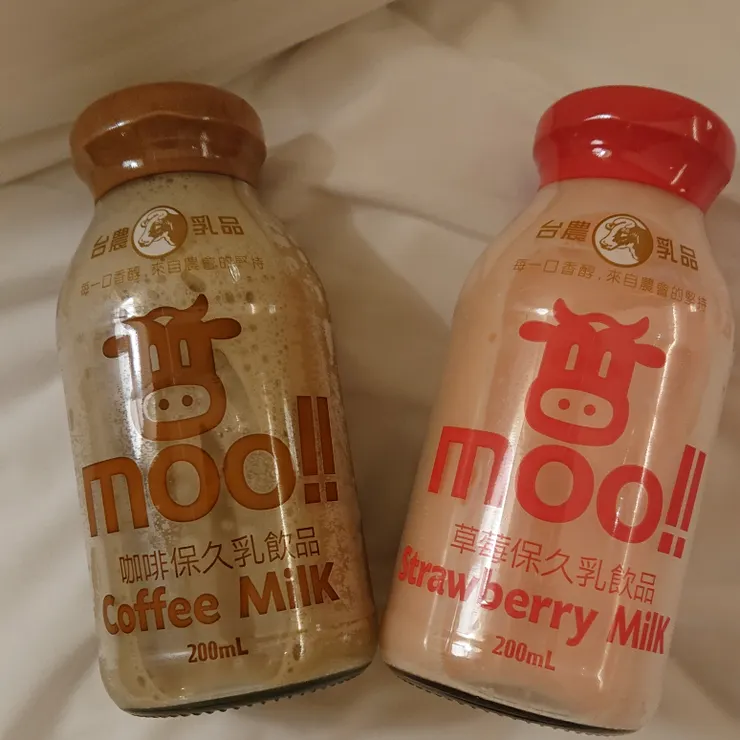 台農 乳品
每一口香醇,來自農會的堅持
moo!!
咖啡保久乳飲品
Coffee Milk
200mL
台農 乳品
每一口香醇,來自農會的堅持
moo!!
草莓保久乳飲品
Strawberry Milk
200mL